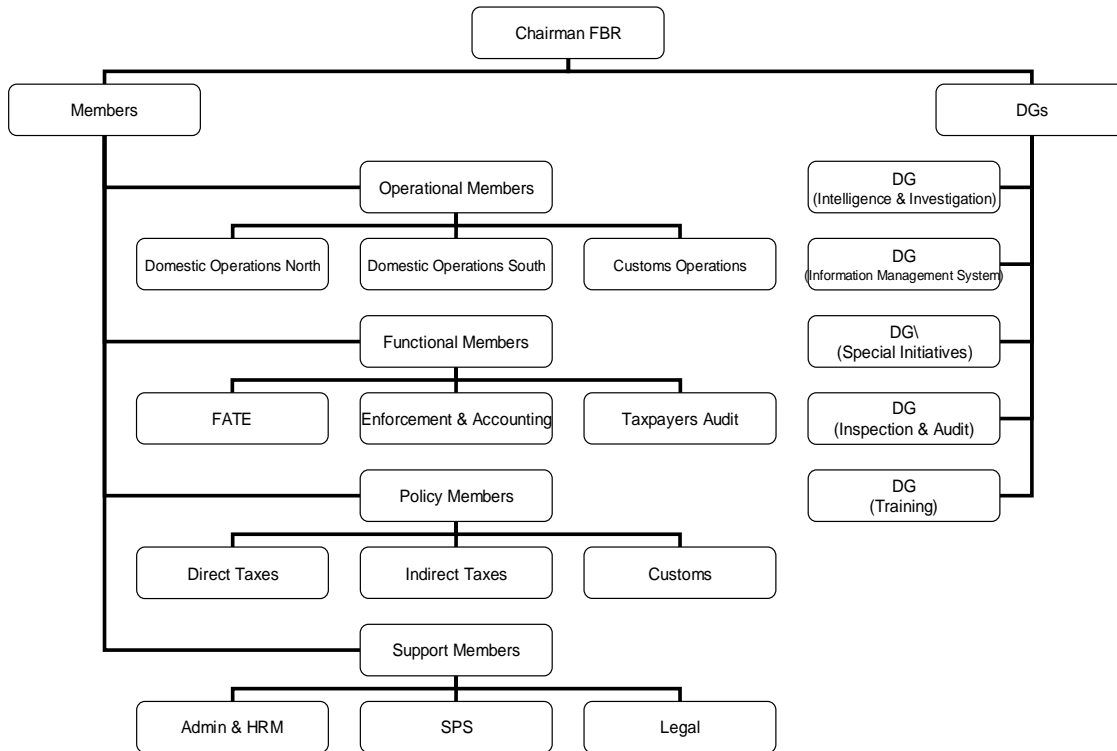 Chairman FBR
Members
DGs
Operational Members
Domestic Operations North
Domestic Operations South
Customs Operations
Functional Members
FATE
Enforcement & Accounting
Taxpayers Audit
Policy Members
Direct Taxes
Indirect Taxes
Customs
Support Members
Admin & HRM
SPS
Legal
DG
(Intelligence & Investigation)
DG
(Information Management System)
DG\
(Special Initiatives)
DG
(Inspection & Audit)
DG
(Training)